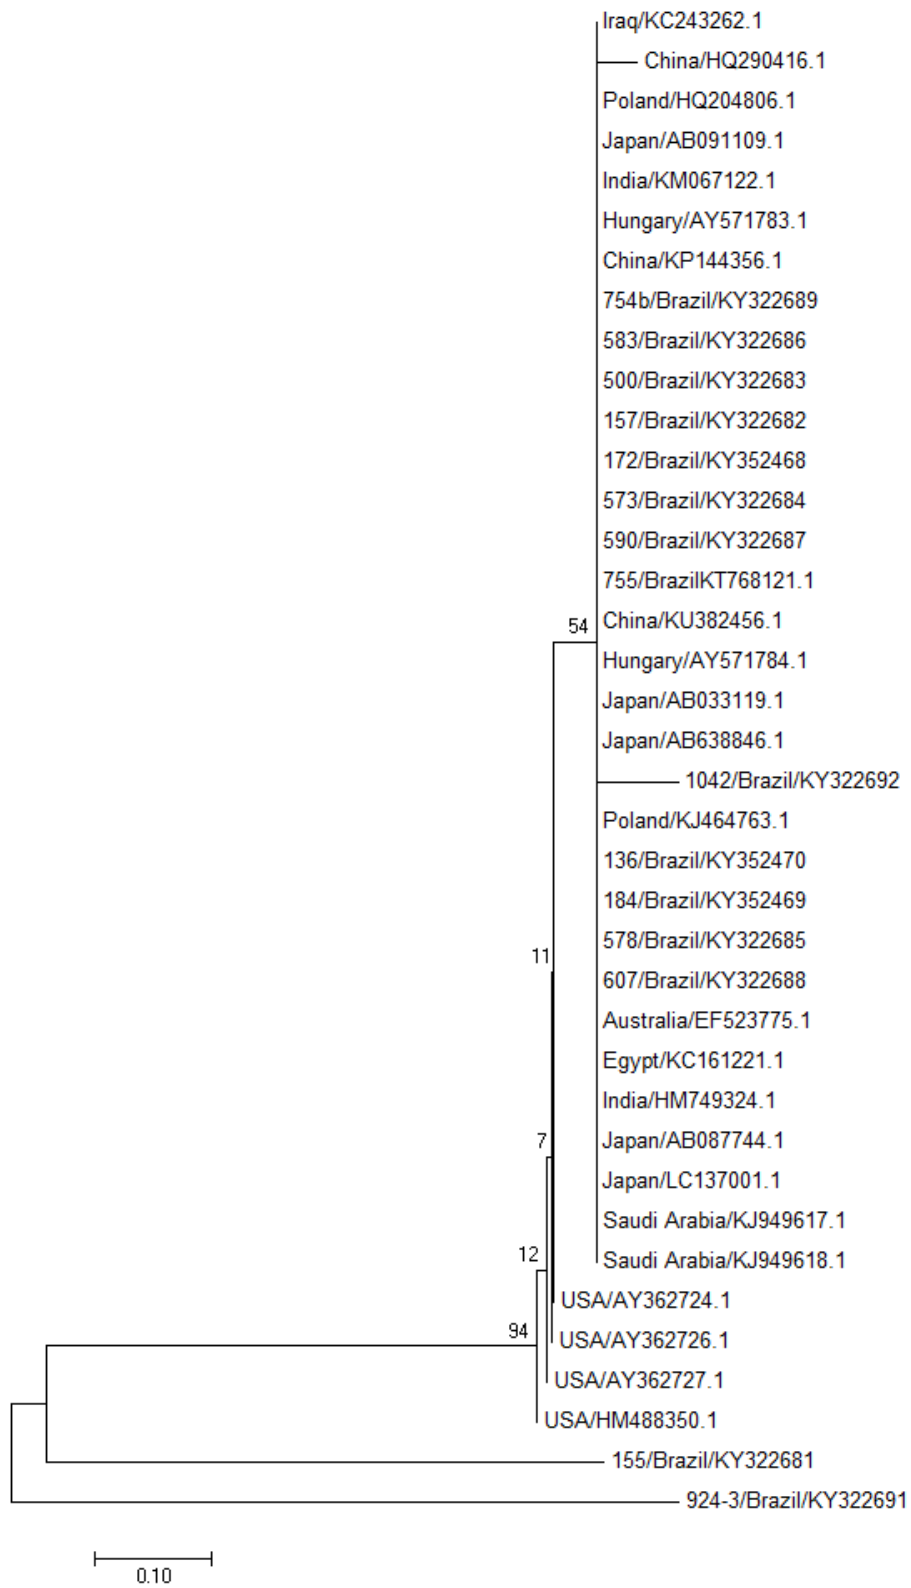 Iraq/KC243262.1
China/HQ290416.1
Poland/HQ204806.1
Japan/AB091109.1
India/KM067122.1
Hungary/AY571783.1
China/KP144356.1
754b/Brazil/KY322689
583/Brazil/KY322686
500/Brazil/KY322683
157/Brazil/KY322682
172/Brazil/KY352468
573/Brazil/KY322684
590/Brazil/KY322687
755/BrazilKT768121.1
54
China/KU382456.1
Hungary/AY571784.1
Japan/AB033119.1
Japan/AB638846.1
1042/Brazil/KY322692
Poland/KJ464763.1
136/Brazil/KY352470
184/Brazil/KY352469
578/Brazil/KY322685
11
607/Brazil/KY322688
Australia/EF523775.1
Egypt/KC161221.1
India/HM749324.1
7
Japan/AB087744.1
Japan/LC137001.1
Saudi Arabia/KJ949617.1
12
Saudi Arabia/KJ949618.1
USA/AY362724.1
94
USA/AY362726.1
USA/AY362727.1
USA/HM488350.1
155/Brazil/KY322681
924-3/Brazil/KY322691
0.10